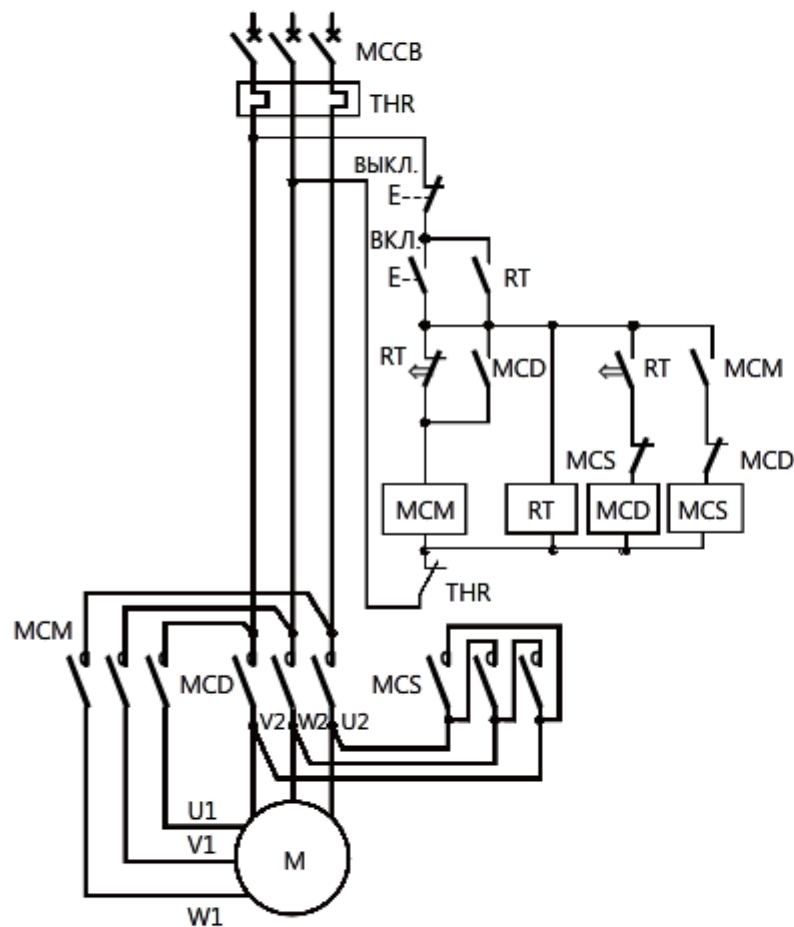 MCCB
THR
ВЫКЛ.
E
ВКЛ.
E
RT
RT
MCD
RT
MCM
MCS
MCD
MCM
RT
MCD
MCS
THR
MCM
MCD
MCS
V2
W2
U2
U1
V1
M
W1